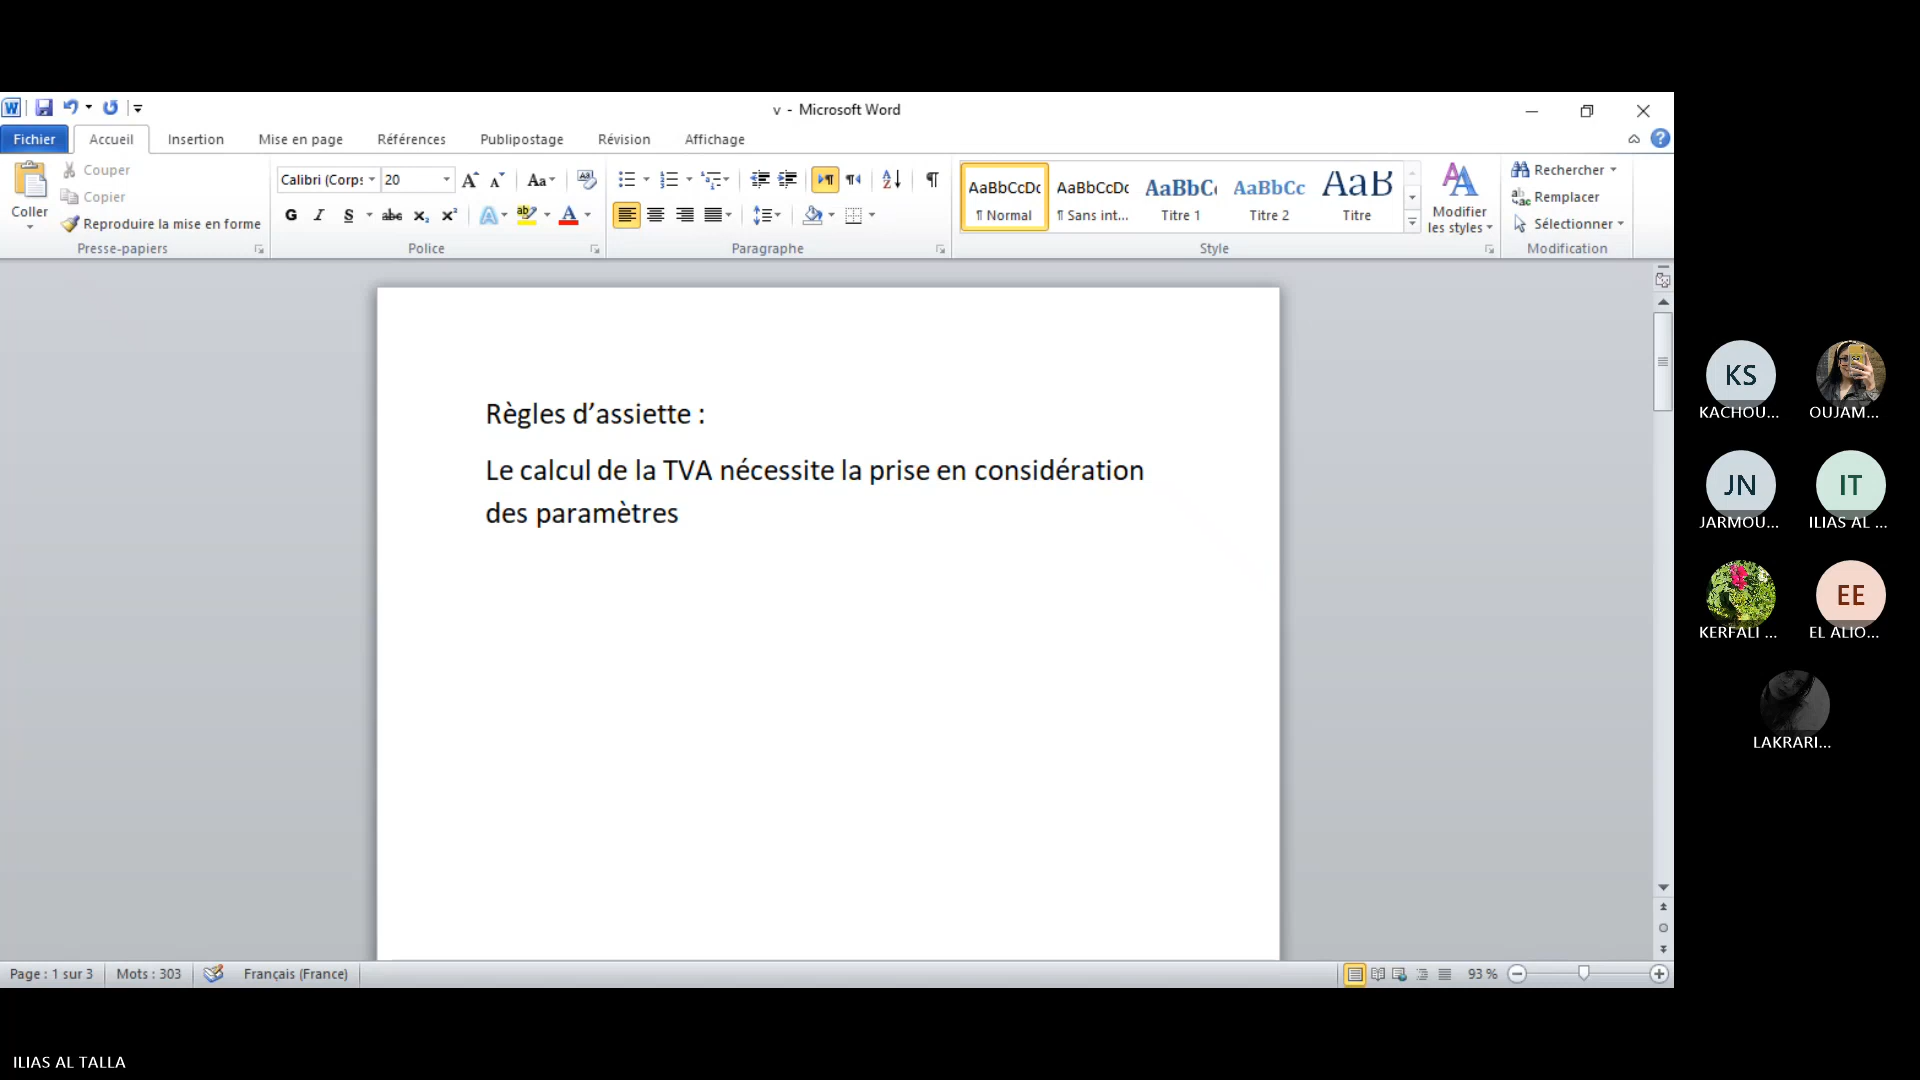 v - Microsoft Word
Fichier Accueil Insertion Mise en page Références Publipostage Révision Affichage
Coller
Couper
Copier
Reproduire la mise en forme
Presse-papiers
Calibri (Corps 20
Police
Paragraphe
AaBbCcDc AaBbCcDc AaBbC AaBbCc AaB
¶ Normal ¶ Sans int... Titre 1 Titre 2 Titre
Modifier
les styles
Style
Rechercher
Remplacer
Sélectionner
Modification
Règles d’assiette :
Le calcul de la TVA nécessite la prise en considération
des paramètres
Page : 1 sur 3 Mots : 303 Français (France) 93 %
KS
KACHOU...
OUJAM...
JN
JARMOU...
IT
ILIAS AL ...
KERFALI ...
EE
EL ALIO...
LAKRARI...
ILIAS AL TALLA